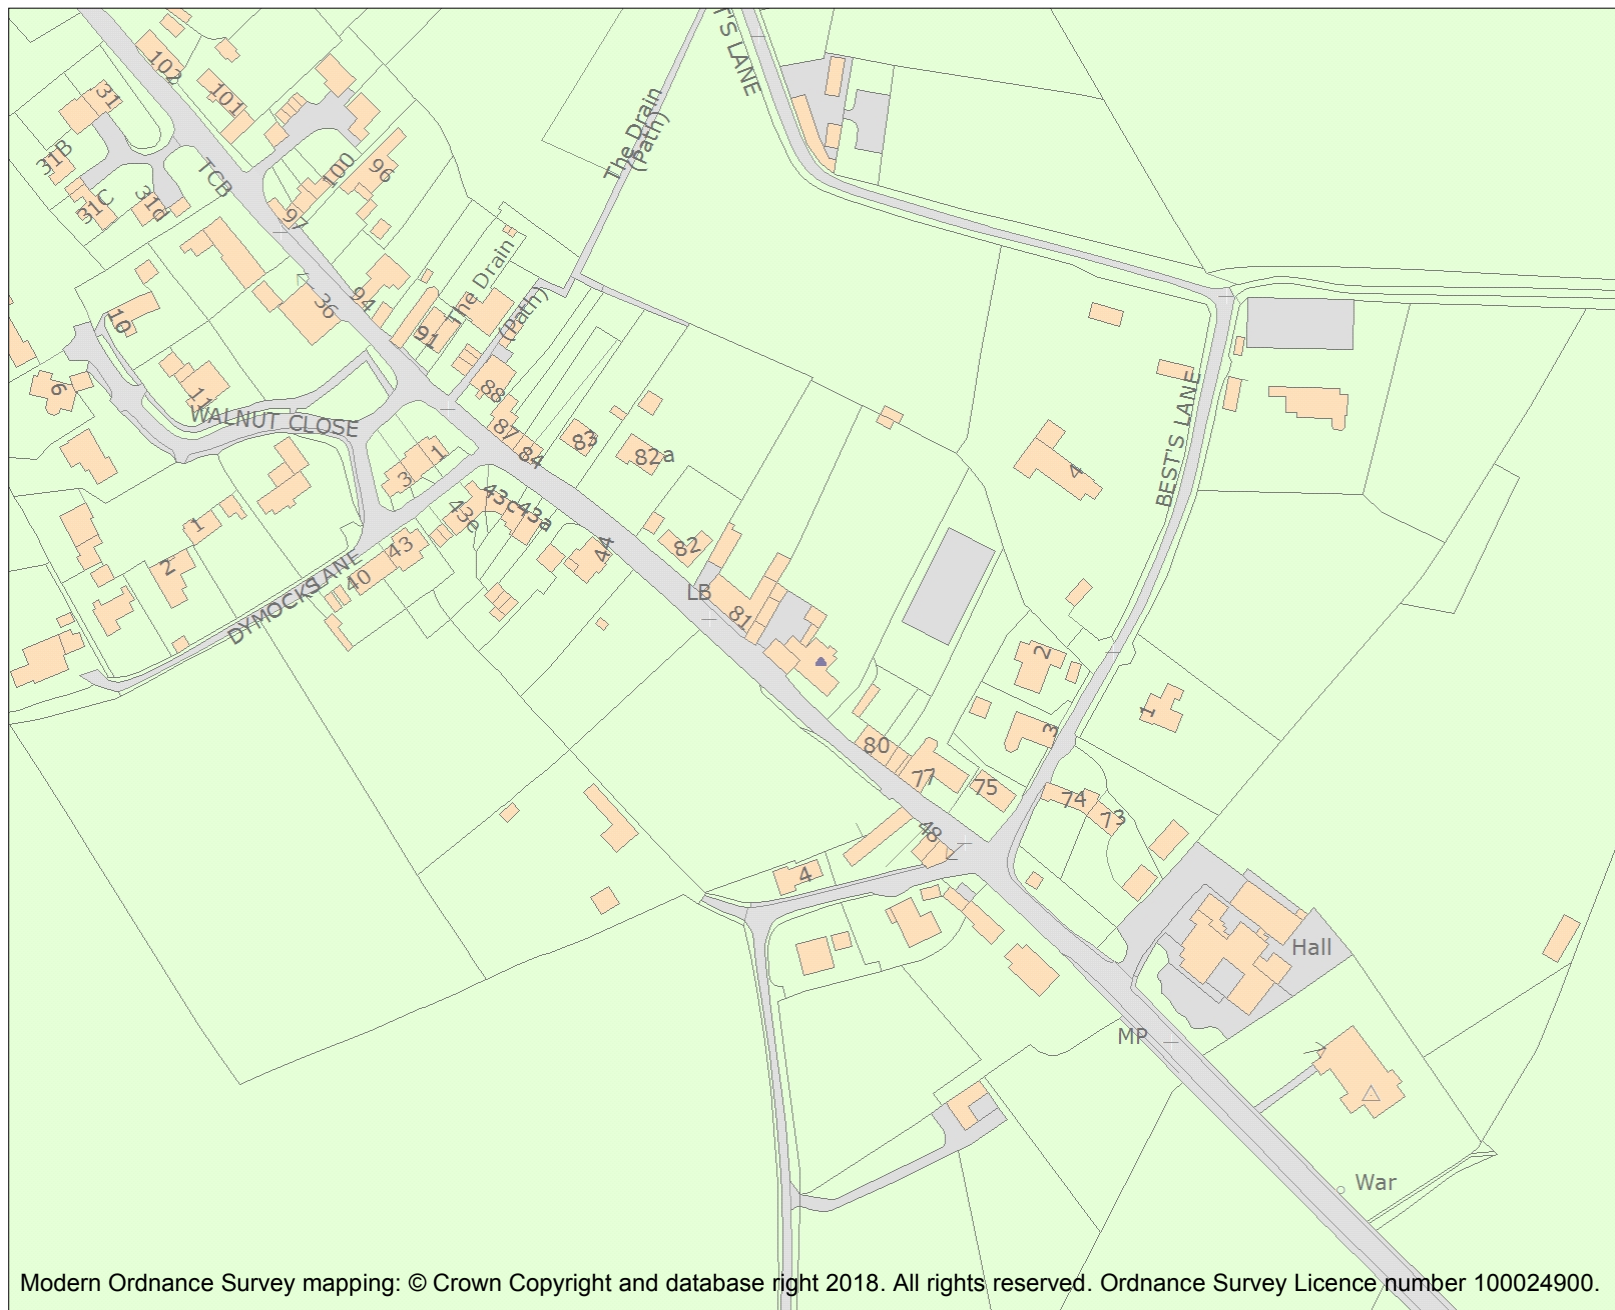 T'S LANE
102
101
31
31B
31C
31d
TCB
100
96
97
The Drain
(Path)
36
94
The Drain
(Path)
91
10
11
6
WALNUT CLOSE
88
87
84
83
82a
BEST'S LANE
4
1
3
43c
43a
43e
43
40
1
2
DYMOCKS LANE
44
82
LB
81
2
3
1
80
77
75
74
73
48
4
Hall
MP
7
War
Modern Ordnance Survey mapping: © Crown Copyright and database right 2018. All rights reserved. Ordnance Survey Licence number 100024900.